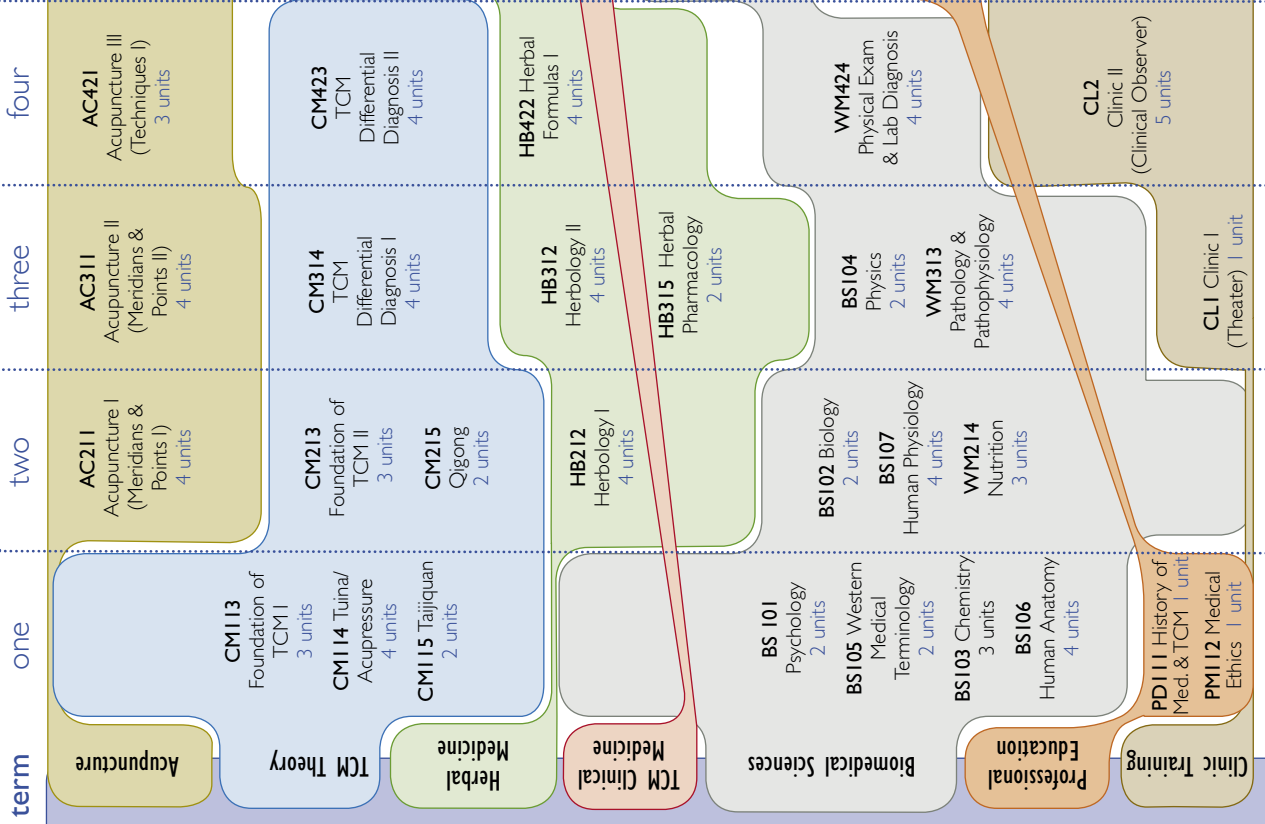 term
one
two
three
four
Acupuncture
AC211
Acupuncture I
(Meridians &
Points I)
4 units
AC311
Acupuncture II
(Meridians &
Points II)
4 units
AC421
Acupuncture III
(Techniques I)
3 units
TCM Theory
CM113
Foundation of
TCM I
3 units
CM114 Tuina/
Acupressure
4 units
CM115 Taijiquan
2 units
CM213
Foundation of
TCM II
3 units
CM215
Qigong
2 units
CM314
TCM
Differential
Diagnosis I
4 units
CM423
TCM
Differential
Diagnosis II
4 units
Herbal
Medicine
HB212
Herbology I
4 units
HB312
Herbology II
4 units
HB315 Herbal
Pharmacology
2 units
HB422 Herbal
Formulas I
4 units
TCM Clinical
Medicine
Biomedical Sciences
BS 101
Psychology
2 units
BS105 Western
Medical
Terminology
2 units
BS103 Chemistry
3 units
BS106
Human Anatomy
4 units
BS102 Biology
2 units
BS107
Human Physiology
4 units
WM214
Nutrition
3 units
BS104
Physics
2 units
WM313
Pathology &
Pathophysiology
4 units
WM424
Physical Exam
& Lab Diagnosis
4 units
Professional
Education
PD111 History of
Med. & TCM 1 unit
PM112 Medical
Ethics 1 unit
Clinic Training
CL1 Clinic I
(Theater) 1 unit
CL2
Clinic II
(Clinical Observer)
5 units